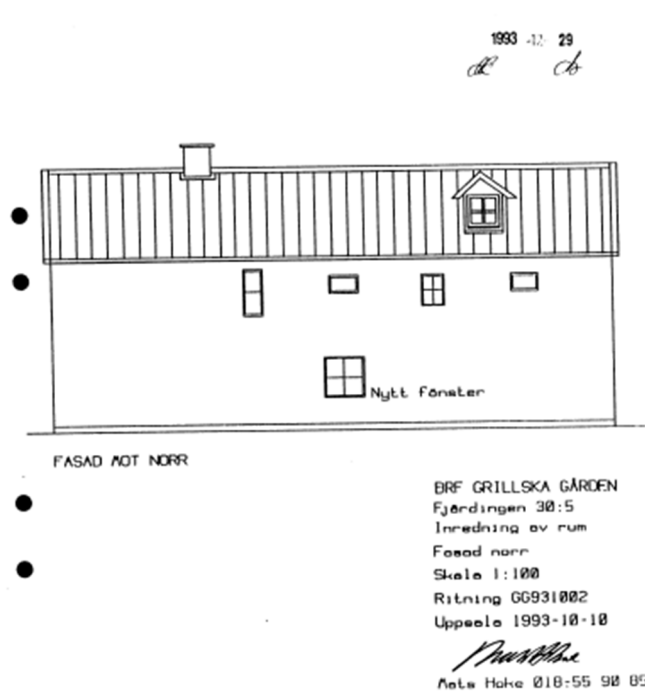 1993 -12- 29
Nytt fönster
FASAD MOT NORR
BRF GRILLSKA GÅRDEN
Fjärdingen 30:5
Inredning av rum
Fasad norr
Skala 1:100
Ritning GG931002
Uppsala 1993-10-10
Mats Hoke 018-55 90 85